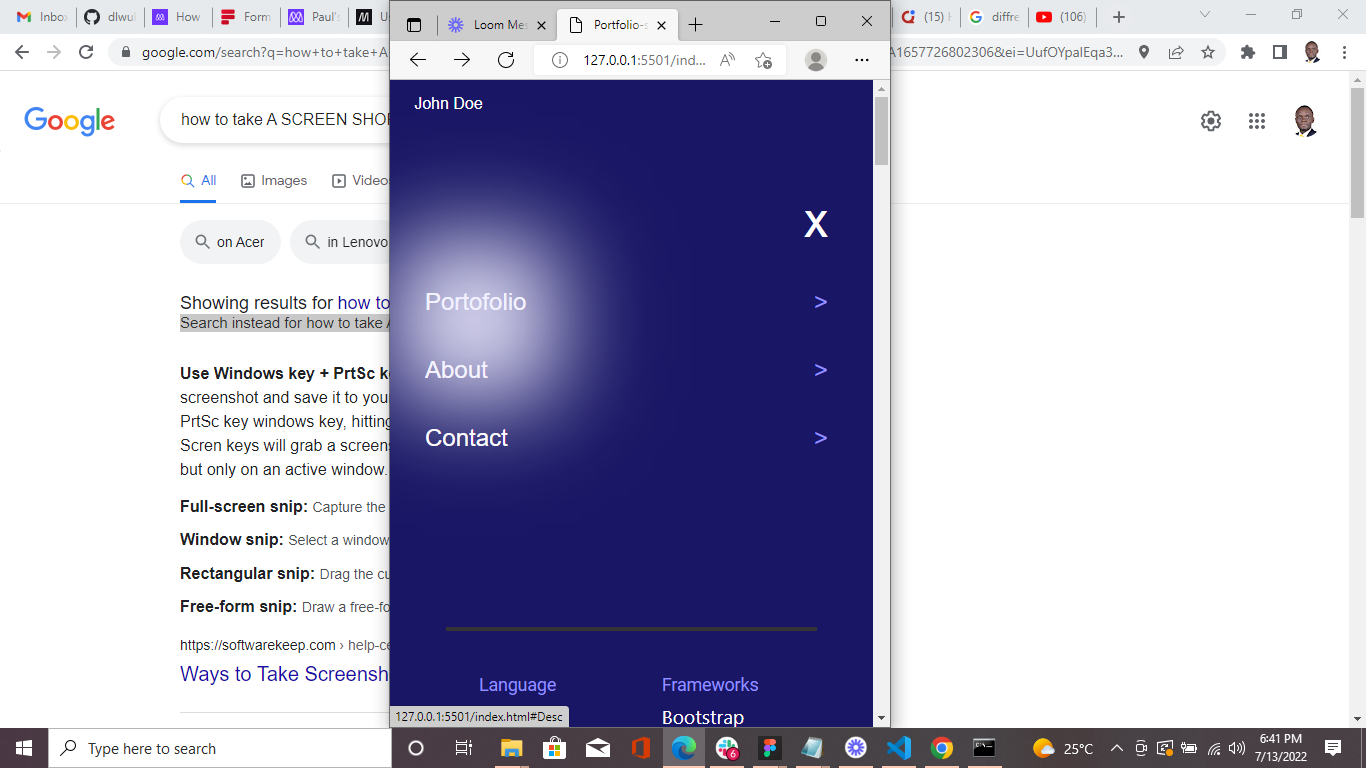 Inbox
dlwul
How
Form
Paul's
Us
Loom Mes
Portfolio-s
(15)
diffre
(106)
google.com/search?q=how+to+take+A
127.0.0.1:5501/ind...
A1657726802306&ei=UufOYpaIEqa3...
Google
how to take A SCREEN SHO
All
Images
Videos
on Acer
in Lenovo
Showing results for how to
Search instead for how to take
Use Windows key + PrtSc k
screenshot and save it to you
PrtSc key windows key, hitting
Scren keys will grab a screens
but only on an active window.
Full-screen snip: Capture the
Window snip: Select a window
Rectangular snip: Drag the cu
Free-form snip: Draw a free-fo
https://softwarekeep.com › help-ce
Ways to Take Screensh
John Doe
X
Portofolio >
About >
Contact >
Language
Frameworks
Bootstrap
127.0.0.1:5501/index.html#Desc
Type here to search
6
25°C
6:41 PM
7/13/2022